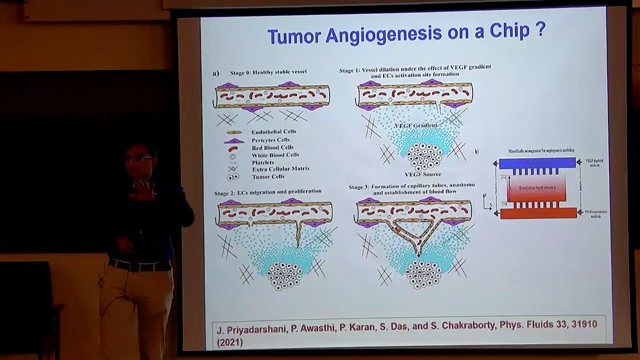 Tumor Angiogenesis on a Chip ?
a)
Stage 0: Healthy stable vessel
Stage 1: Vessel dilation under the effect of VEGF gradient
and ECs activation site formation
Endothelial Cells
Pericytes Cells
Red Blood Cells
White Blood Cells
Platelets
Extra Celluler Matrix
Tumor Cells
VEGF Gradient
VEGF Source
b)
Stage 2: ECs migration and proliferation
Stage 3: Formation of capillary tubes, anastomo
and establishment of blood flow
J. Priyadarshani, P. Awasthi, P. Karan, S. Das, and S. Chakraborty, Phys. Fluids 33, 31910
(2021)